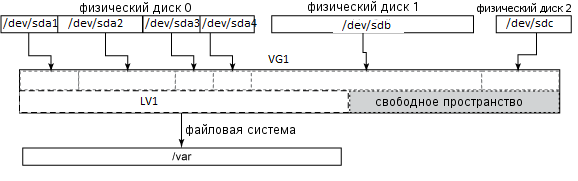 физический диск 0 физический диск 1 физический диск 2
/dev/sda1 /dev/sda2 /dev/sda3 /dev/sda4 /dev/sdb /dev/sdc
VG1
LV1 свободное пространство
файловая система
/var